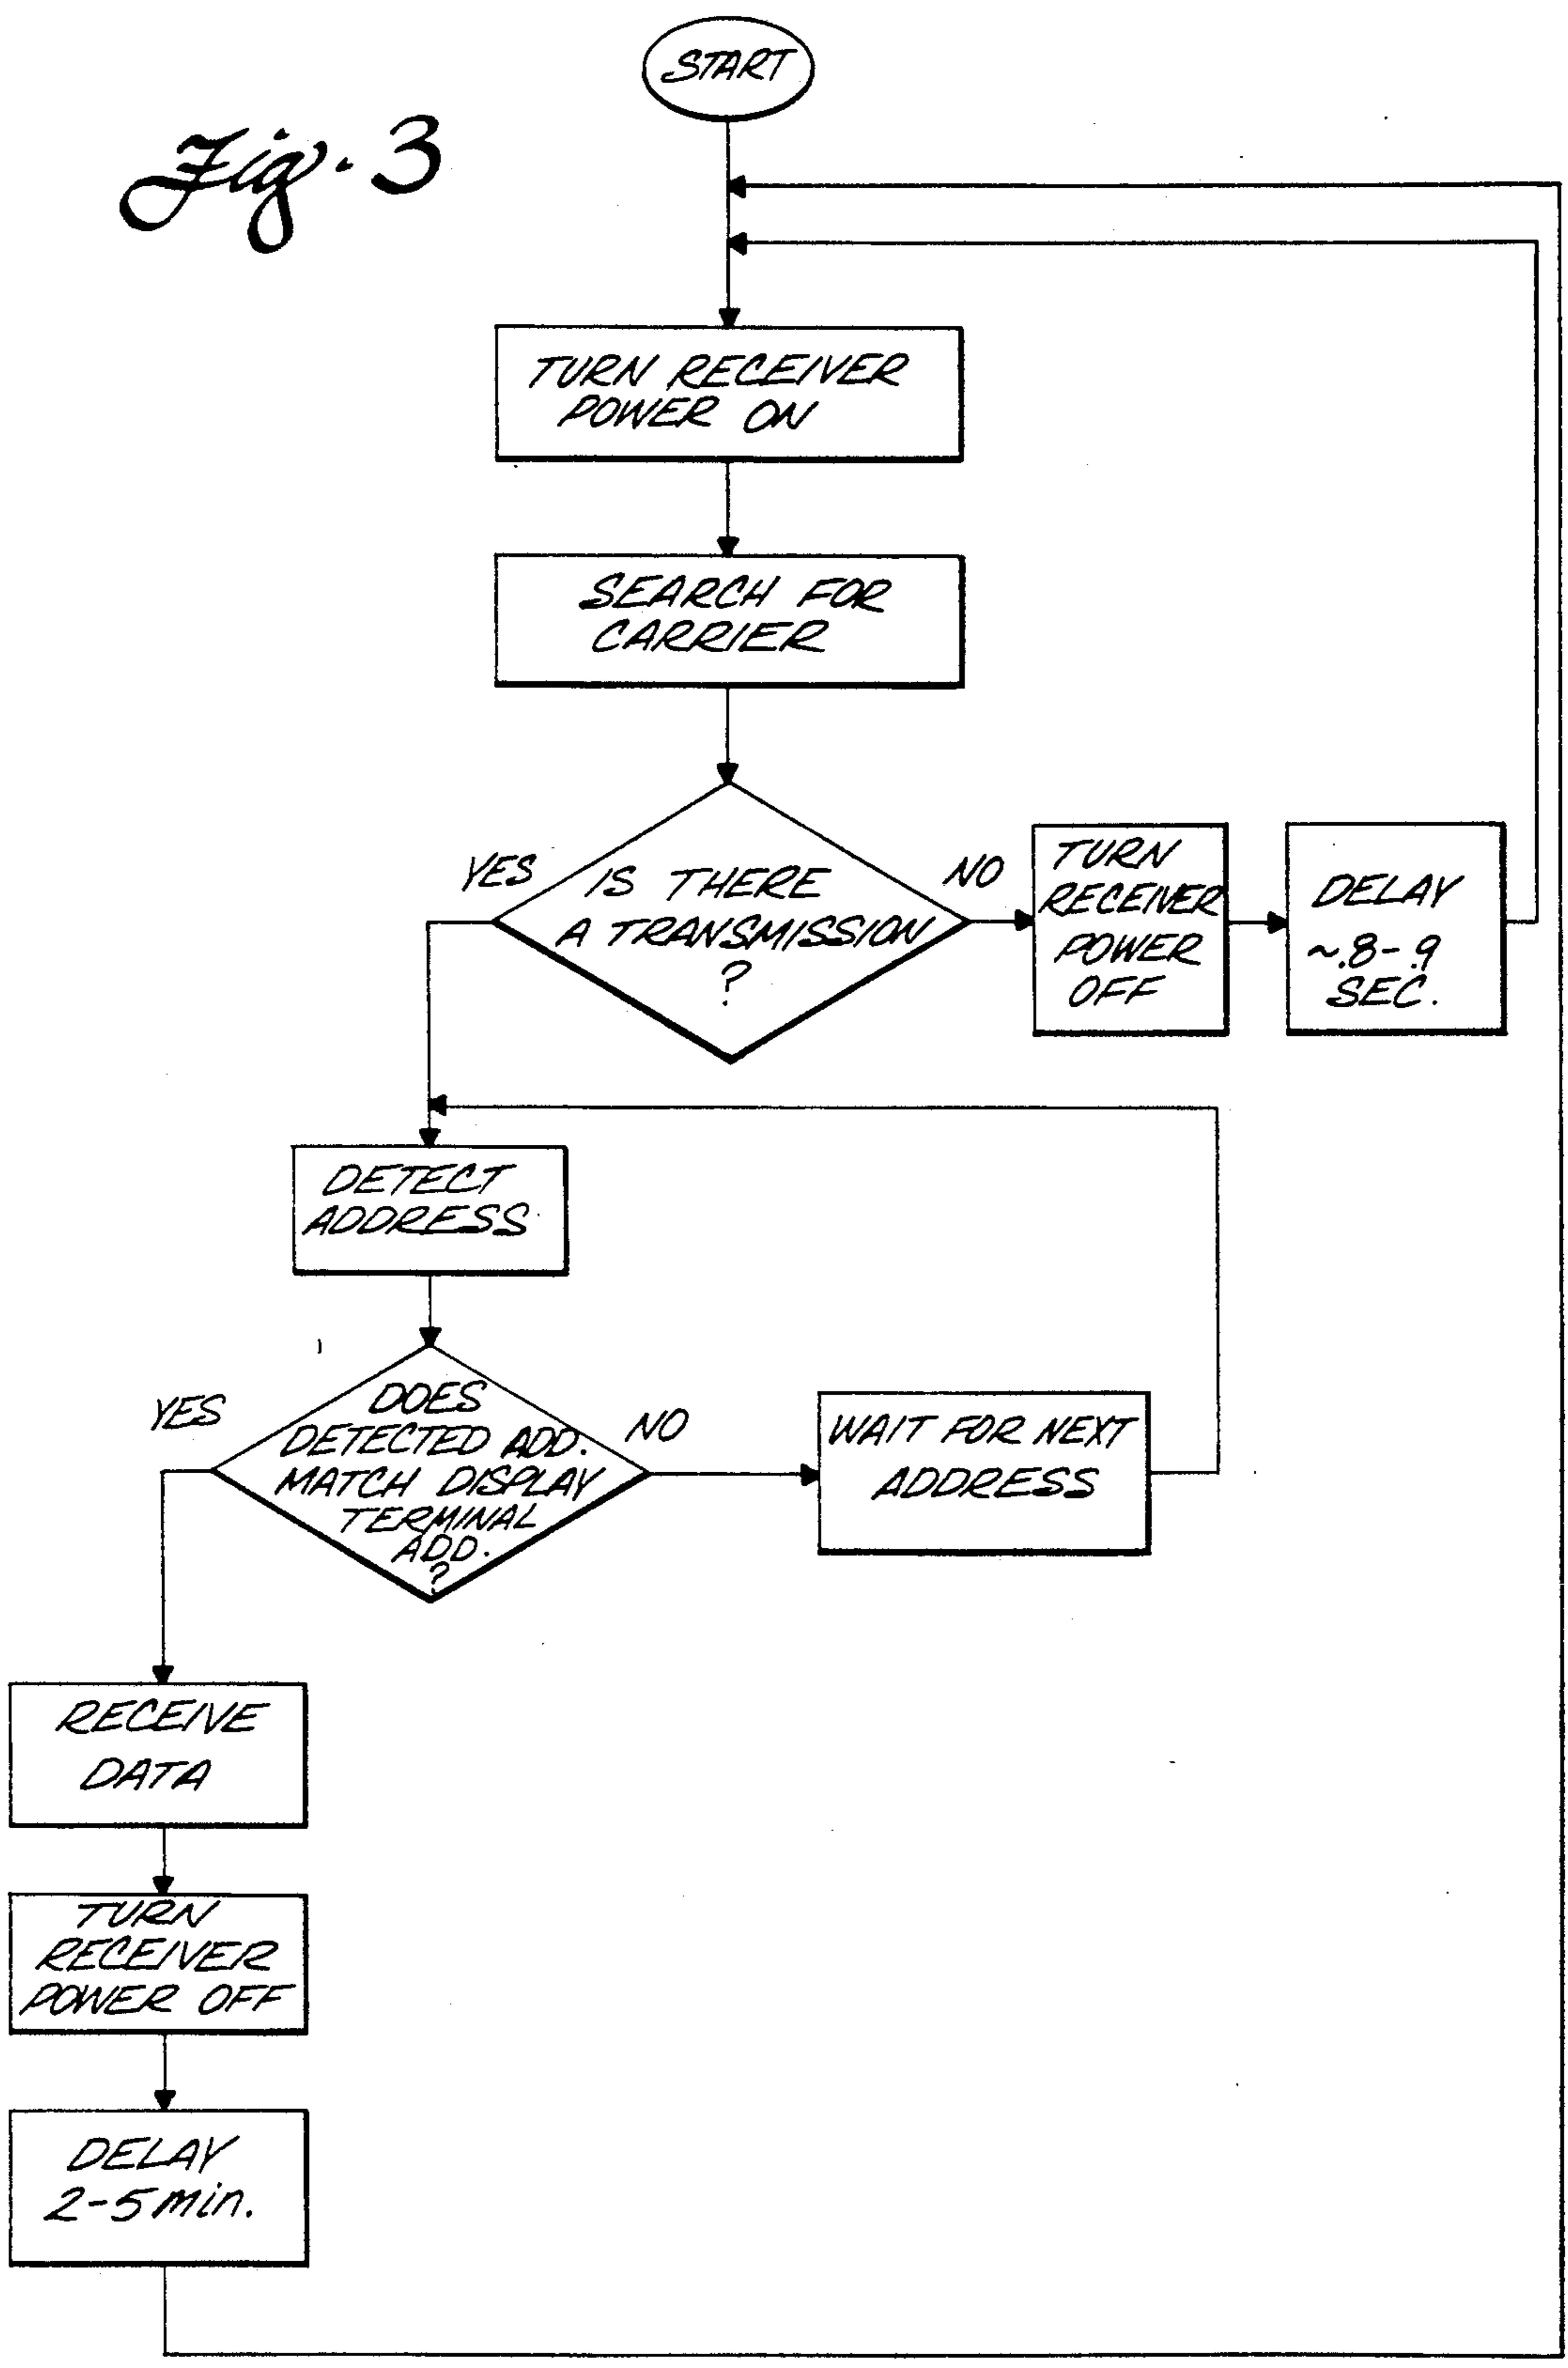 START
Fig. 3
TURN RECEIVER
POWER ON
SEARCH FOR
CARRIER
YES
IS THERE
A TRANSMISSION
?
NO
TURN
RECEIVER
POWER
OFF
DELAY
~.8-.9
SEC.
DETECT
ADDRESS
YES
DOES
DETECTED ADD.
MATCH DISPLAY
TERMINAL
ADD.
?
NO
WAIT FOR NEXT
ADDRESS
RECEIVE
DATA
TURN
RECEIVER
POWER OFF
DELAY
2-5 min.